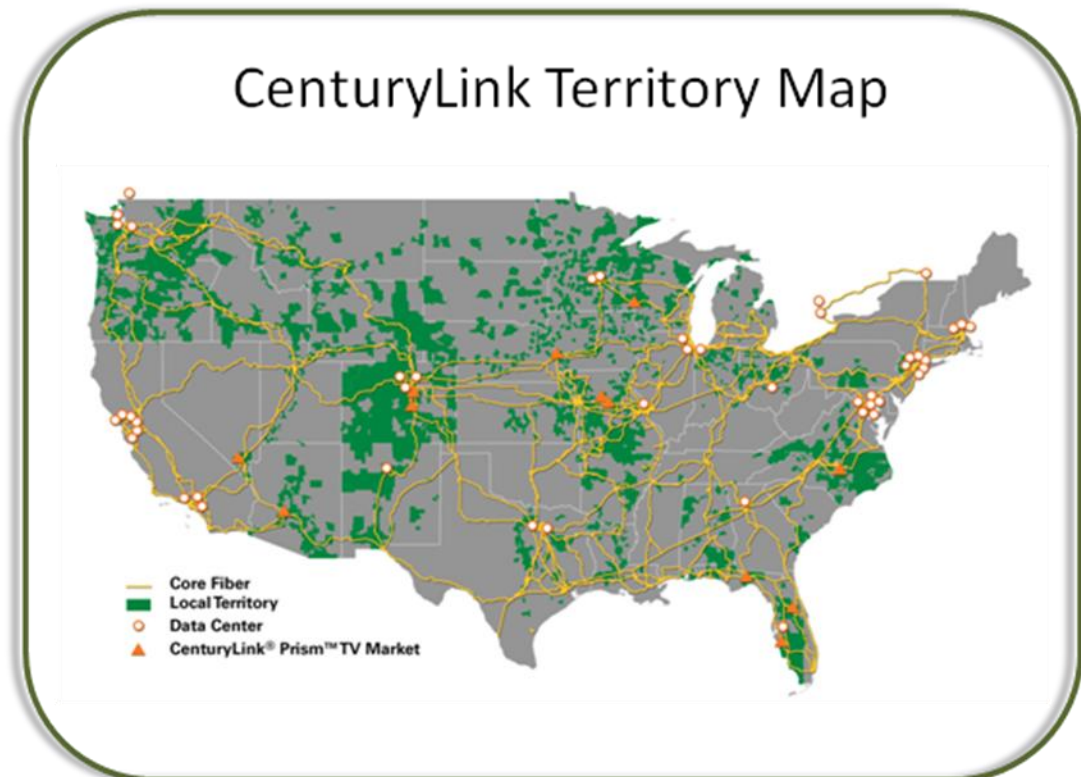 CenturyLink Territory Map
Core Fiber
Local Territory
Data Center
CenturyLink® Prism™ TV Market